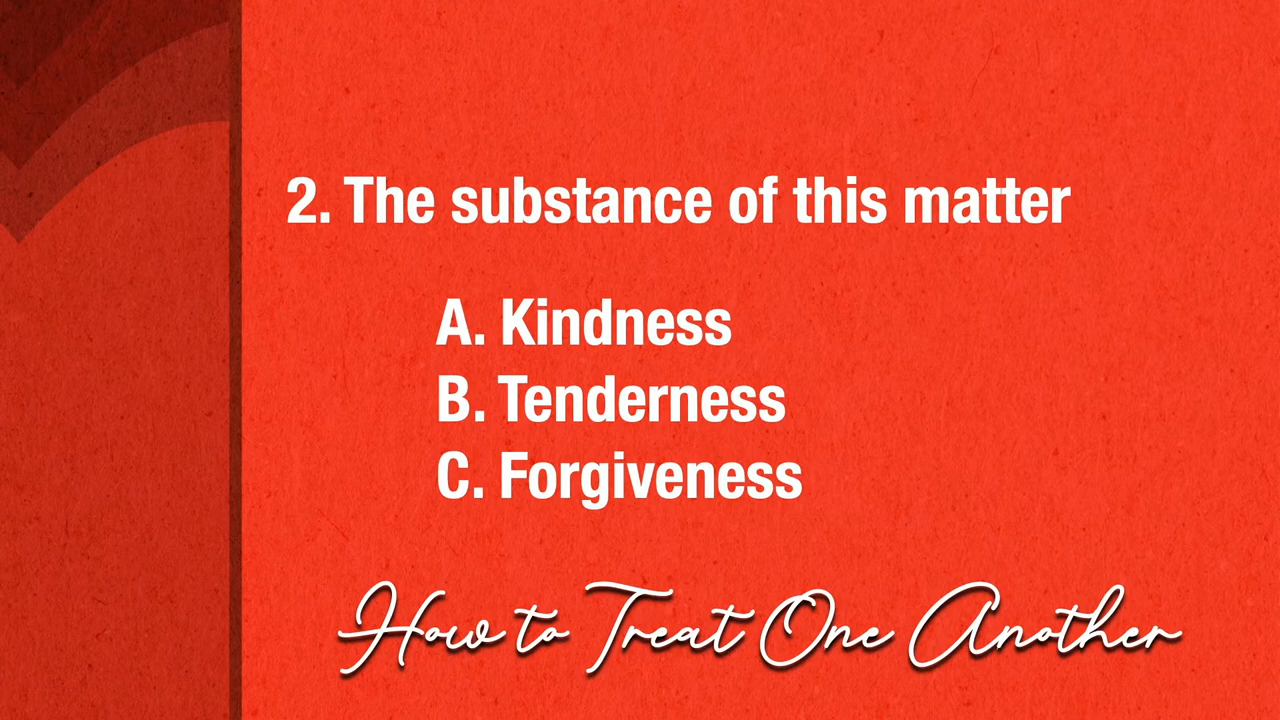 2. The substance of this matter
A. Kindness
B. Tenderness
C. Forgiveness
How to Treat One Another